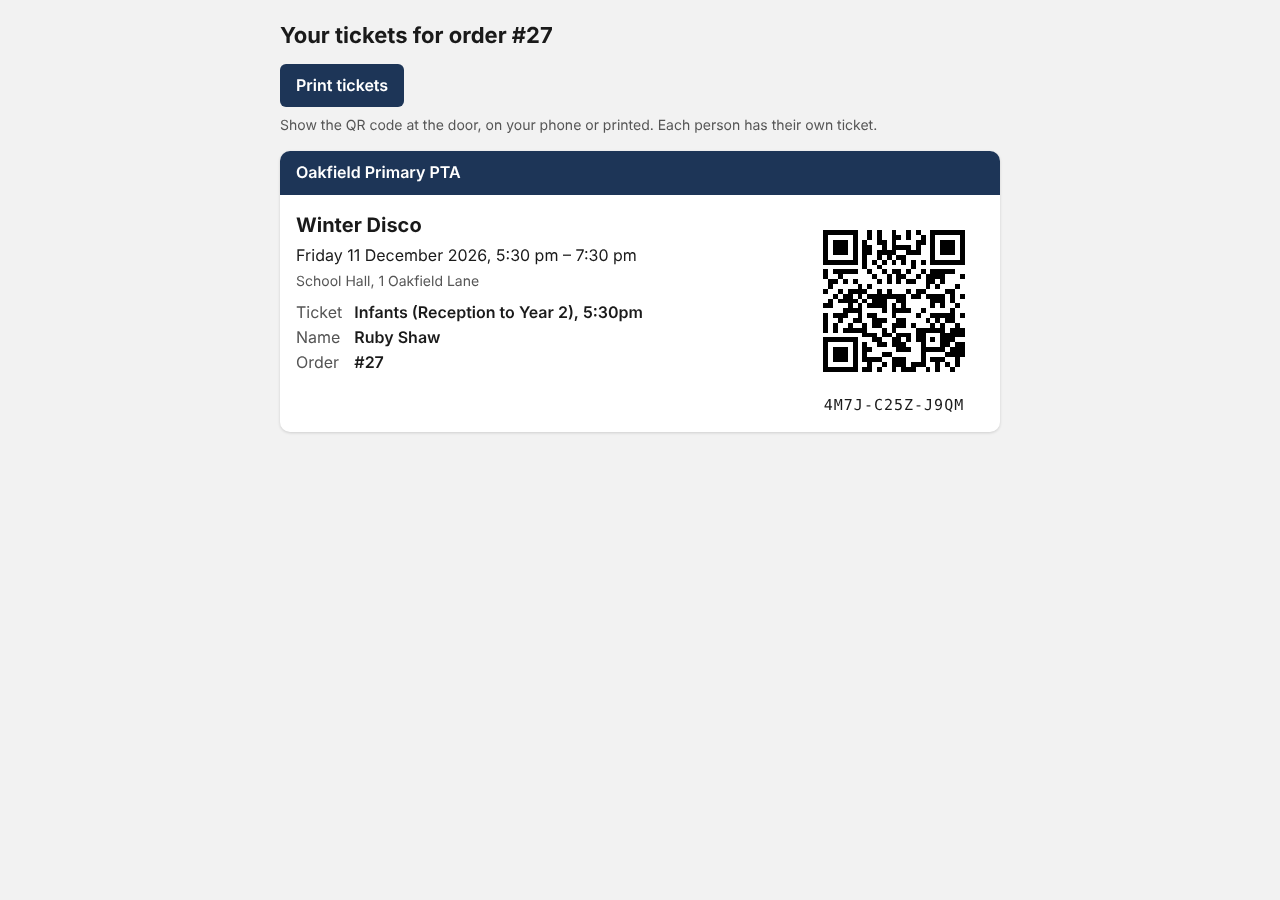 Your tickets for order #27
Print tickets
Show the QR code at the door, on your phone or printed. Each person has their own ticket.
Oakfield Primary PTA
Winter Disco
Friday 11 December 2026, 5:30 pm – 7:30 pm
School Hall, 1 Oakfield Lane
Ticket Infants (Reception to Year 2), 5:30pm
Name Ruby Shaw
Order #27
4M7J-C25Z-J9QM